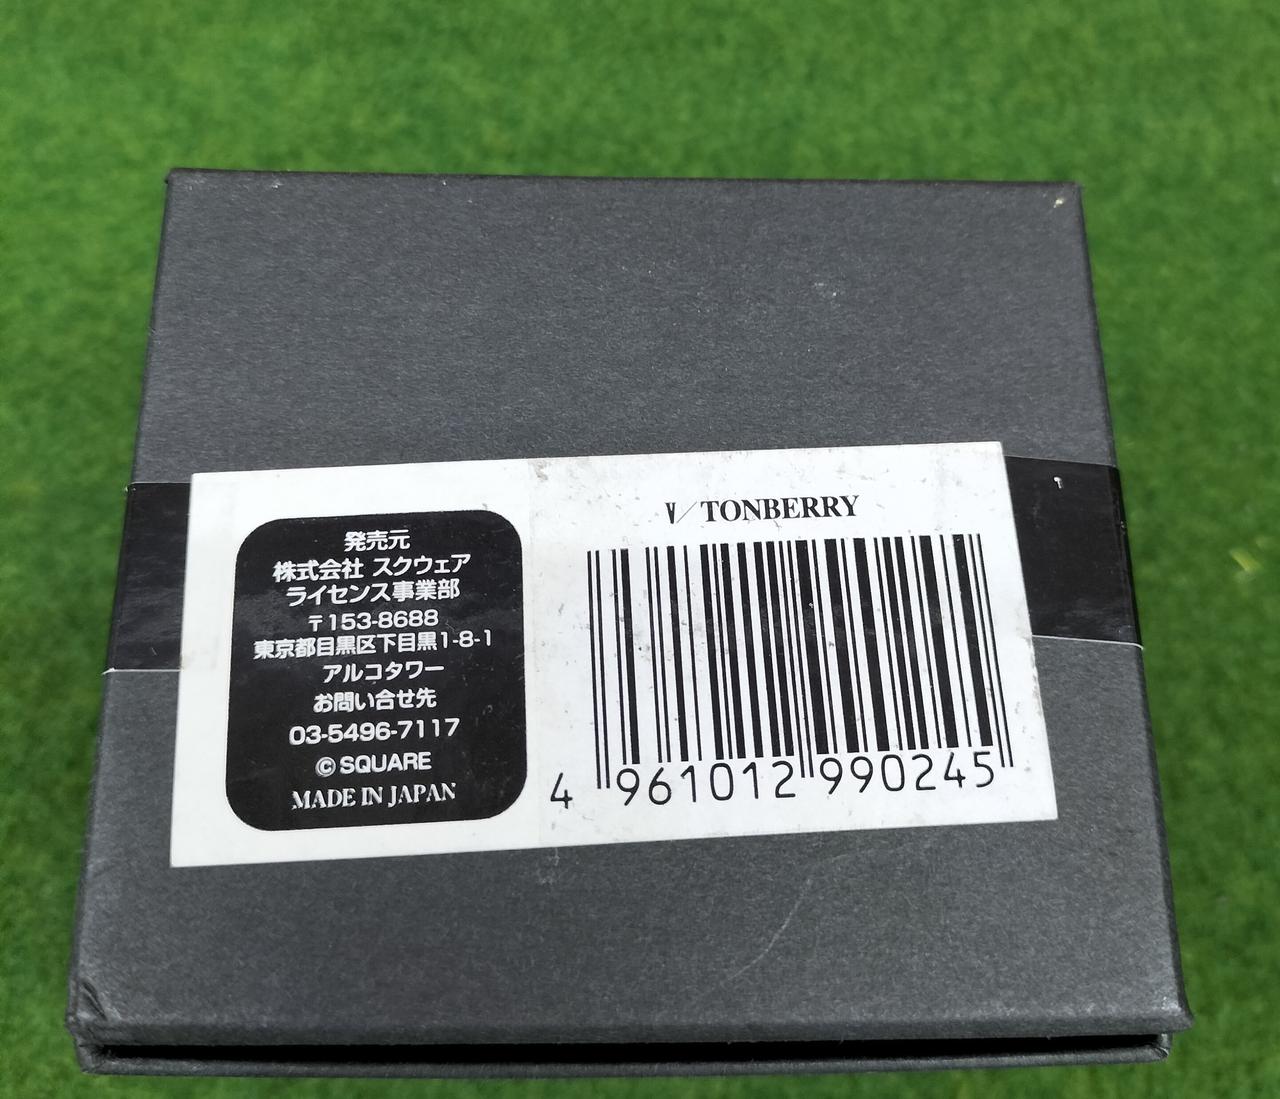 発売元
株式会社 スクウェア
ライセンス事業部
〒153-8688
東京都目黒区下目黒1-8-1
アルコタワー
お問い合せ先
03-5496-7117
©SQUARE
MADE IN JAPAN
V/ TONBERRY
4 961012 990245